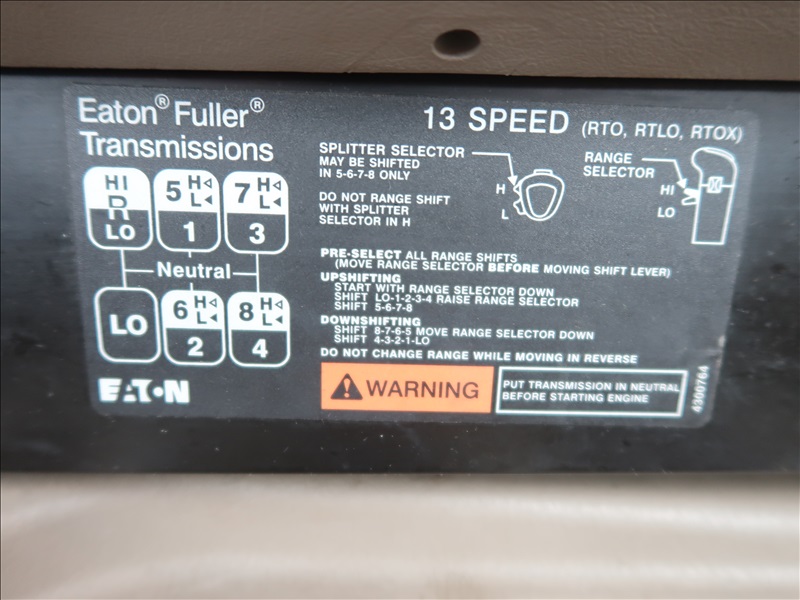 Eaton® Fuller®
Transmissions
13 SPEED (RTO, RTLO, RTOX)
HI
R
LO
5 H
L
1
7 H
L
3
Neutral
LO
6 H
L
2
8 H
L
4
EATON
SPLITTER SELECTOR
MAY BE SHIFTED
IN 5-6-7-8 ONLY
DO NOT RANGE SHIFT
WITH SPLITTER
SELECTOR IN H
H
L
RANGE
SELECTOR
HI
LO
PRE-SELECT ALL RANGE SHIFTS
(MOVE RANGE SELECTOR BEFORE MOVING SHIFT LEVER)
UPSHIFTING
START WITH RANGE SELECTOR DOWN
SHIFT LO-1-2-3-4 RAISE RANGE SELECTOR
SHIFT 5-6-7-8
DOWNSHIFTING
SHIFT 8-7-6-5 MOVE RANGE SELECTOR DOWN
SHIFT 4-3-2-1-LO
DO NOT CHANGE RANGE WHILE MOVING IN REVERSE
WARNING
PUT TRANSMISSION IN NEUTRAL
BEFORE STARTING ENGINE
4300764